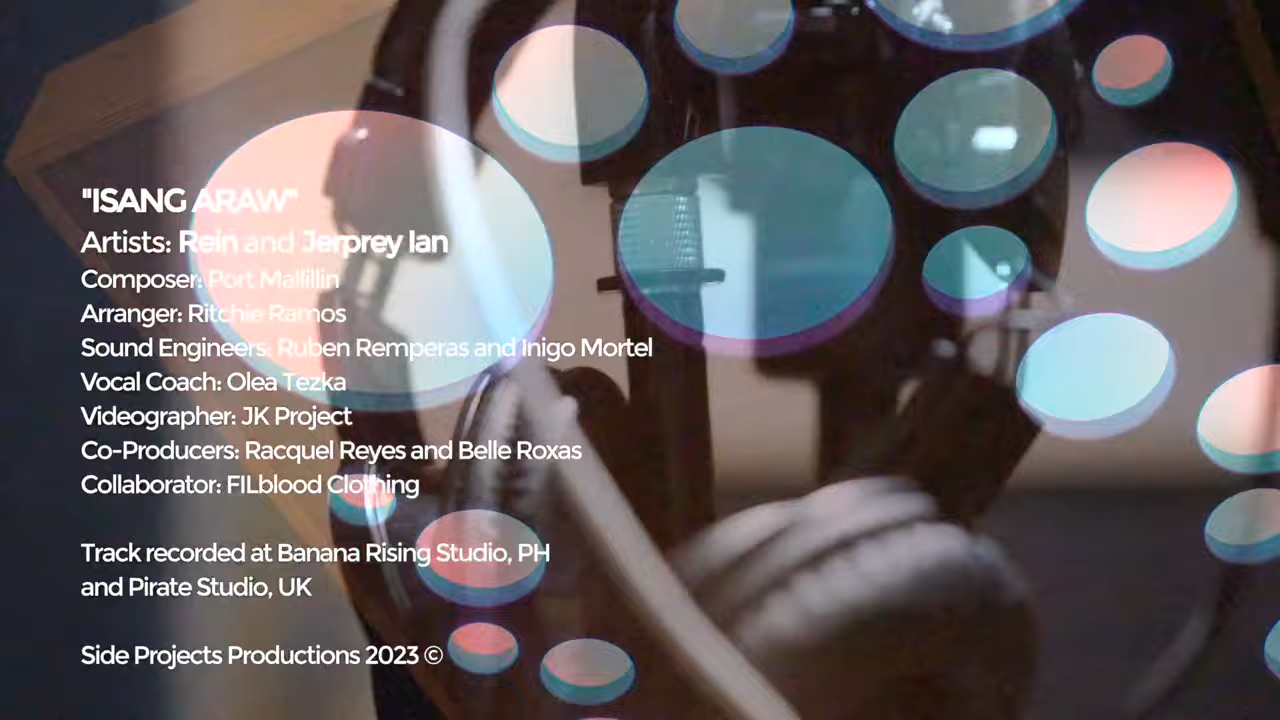 "ISANG ARAW"
Artists: Rein and Jerprey Ian
Composer: Port Mallillin
Arranger: Ritchie Ramos
Sound Engineers: Ruben Remperas and Inigo Mortel
Vocal Coach: Olea Tezka
Videographer: JK Project
Co-Producers: Racquel Reyes and Belle Roxas
Collaborator: FILblood Clothing
Track recorded at Banana Rising Studio, PH
and Pirate Studio, UK
Side Projects Productions 2023 ©